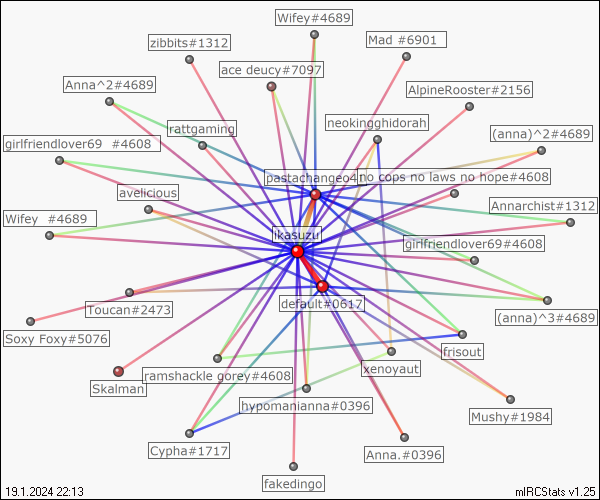 Wifey#4689
zibbits#1312
Mad #6901
ace deucy#7097
Anna^2#4689
AlpineRooster#2156
rattgaming
neokingghidorah
(anna)^2#4689
girlfriendlover69 #4608
pastachangeo4
no cops no laws no hope#4608
avelicious
Annarchist#1312
Wifey #4689
ikasuzu
girlfriendlover69#4608
Toucan#2473
default#0617
(anna)^3#4689
Soxy Foxy#5076
frisout
ramshackle gorey#4608
xenoyaut
Skalman
hypomanianna#0396
Mushy#1984
Cypha#1717
Anna.#0396
fakedingo
19.1.2024 22:13
mIRCStats v1.25